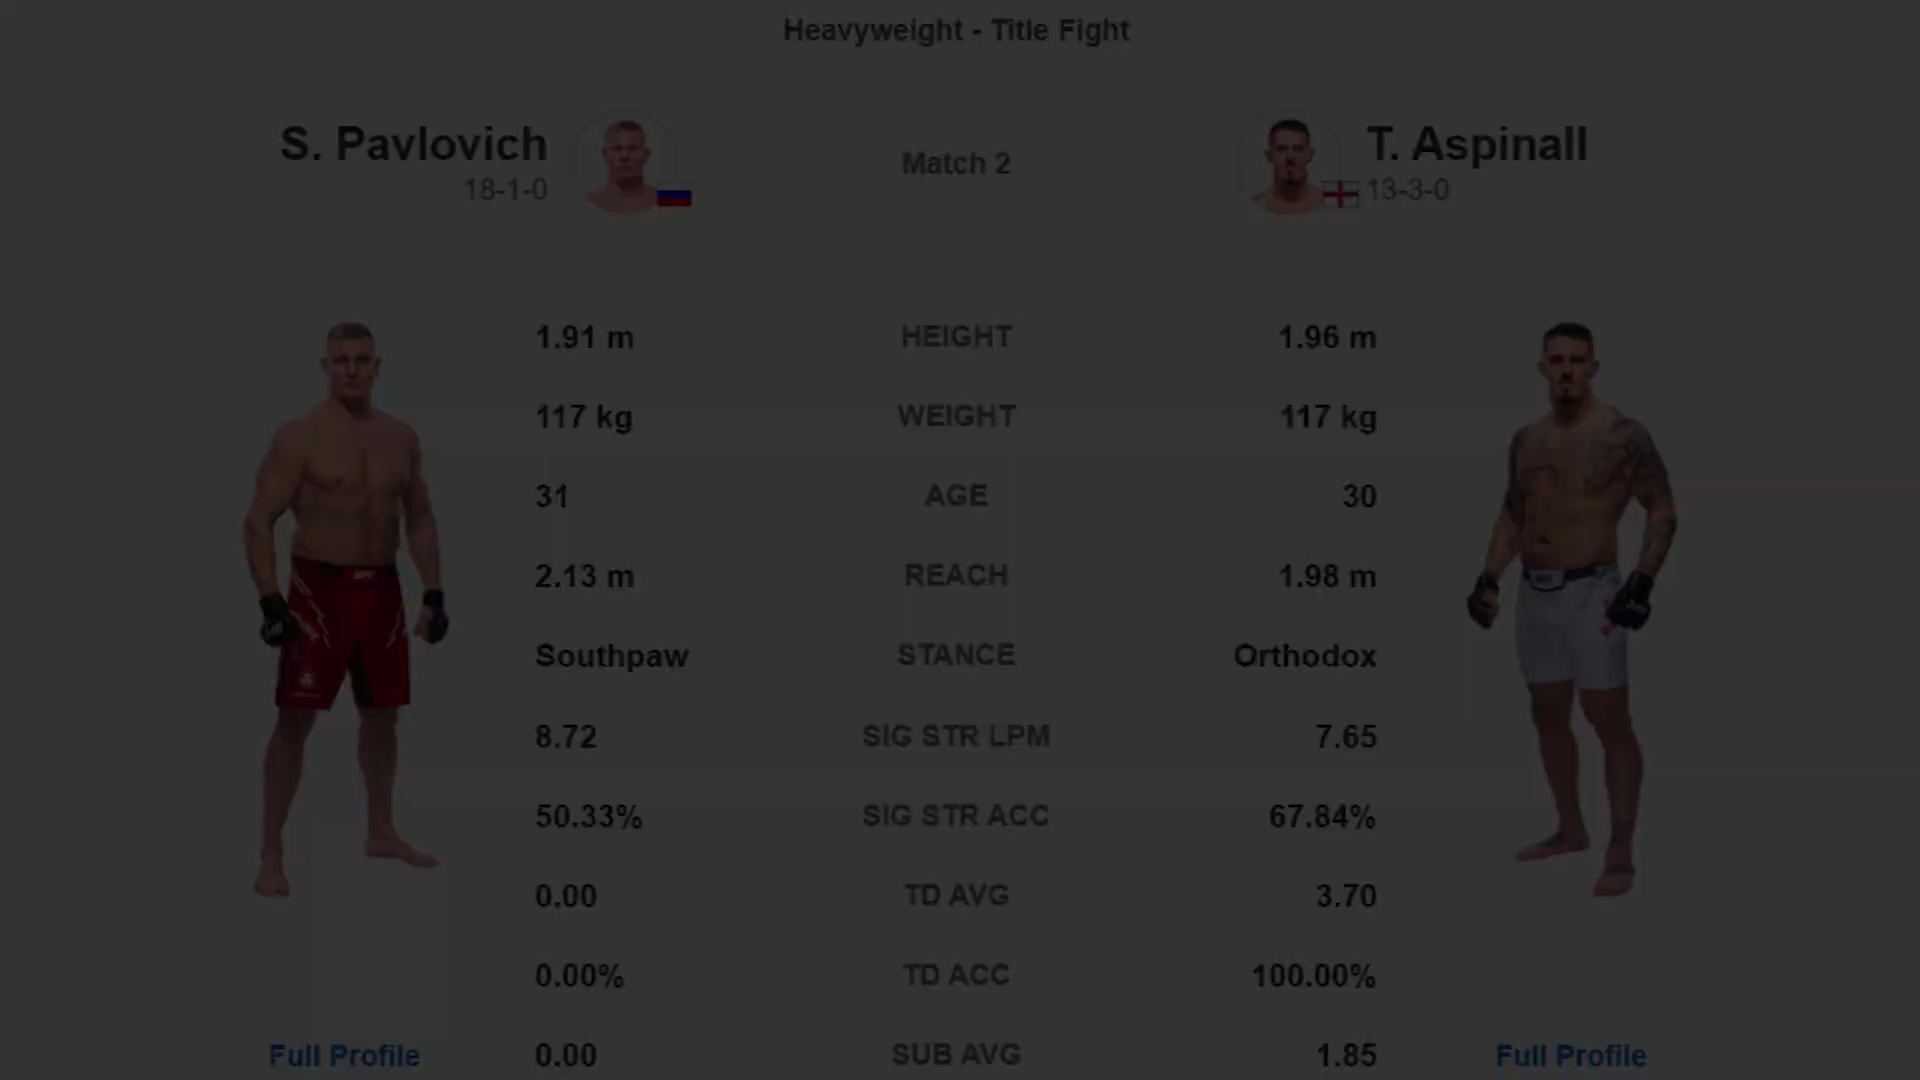 Heavyweight - Title Fight
S. Pavlovich
18-1-0
Match 2
T. Aspinall
13-3-0
1.91 m HEIGHT 1.96 m
117 kg WEIGHT 117 kg
31 AGE 30
2.13 m REACH 1.98 m
Southpaw STANCE Orthodox
8.72 SIG STR LPM 7.65
50.33% SIG STR ACC 67.84%
0.00 TD AVG 3.70
0.00% TD ACC 100.00%
Full Profile 0.00 SUB AVG 1.85 Full Profile